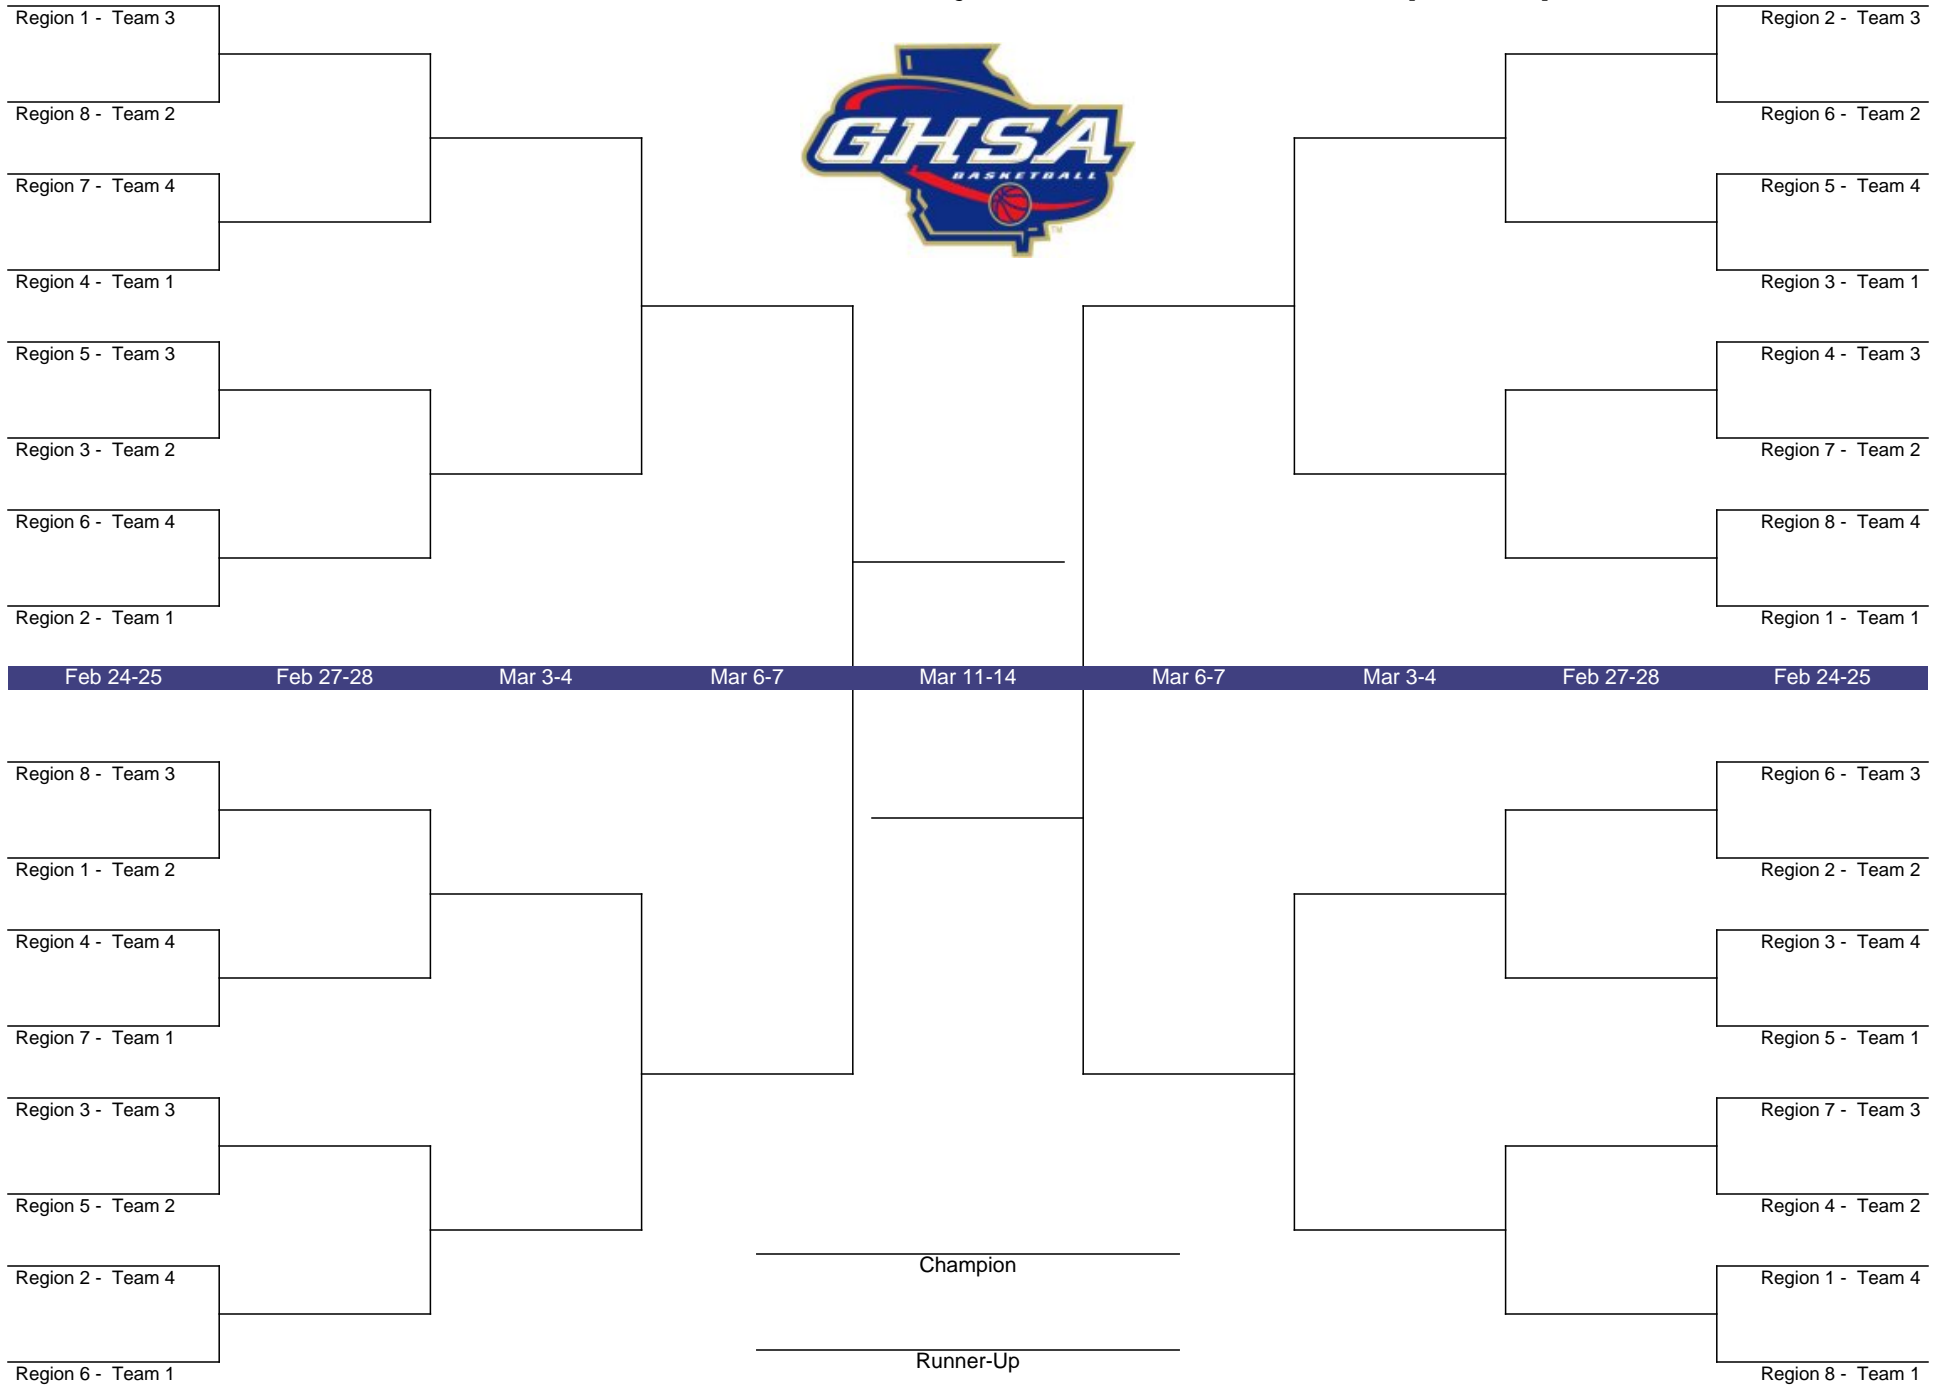 Region 1 - Team 3
Region 2 - Team 3
Region 8 - Team 2
Region 6 - Team 2
GHSA
BASKETBALL
TM
Region 7 - Team 4
Region 5 - Team 4
Region 4 - Team 1
Region 3 - Team 1
Region 5 - Team 3
Region 4 - Team 3
Region 3 - Team 2
Region 7 - Team 2
Region 6 - Team 4
Region 8 - Team 4
Region 2 - Team 1
Region 1 - Team 1
Feb 24-25 Feb 27-28 Mar 3-4 Mar 6-7 Mar 11-14 Mar 6-7 Mar 3-4 Feb 27-28 Feb 24-25
Region 8 - Team 3
Region 6 - Team 3
Region 1 - Team 2
Region 2 - Team 2
Region 4 - Team 4
Region 3 - Team 4
Region 7 - Team 1
Region 5 - Team 1
Region 3 - Team 3
Region 7 - Team 3
Region 5 - Team 2
Region 4 - Team 2
Champion
Region 2 - Team 4
Region 1 - Team 4
Runner-Up
Region 6 - Team 1
Region 8 - Team 1